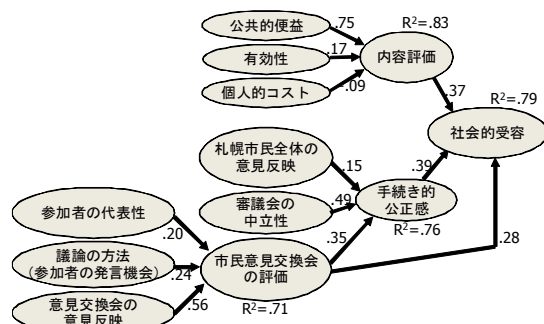 公共的便益
.75
R²=.83
有効性
.17
内容評価
個人的コスト
-.09
.37
R²=.79
社会的受容
札幌市民全体の
意見反映
.15
.39
審議会の
中立性
.49
手続き的
公正感
R²=.76
参加者の代表性
.20
.35
.28
議論の方法
(参加者の発言機会)
.24
市民意見交換会
の評価
意見交換会の
意見反映
.56
R²=.71